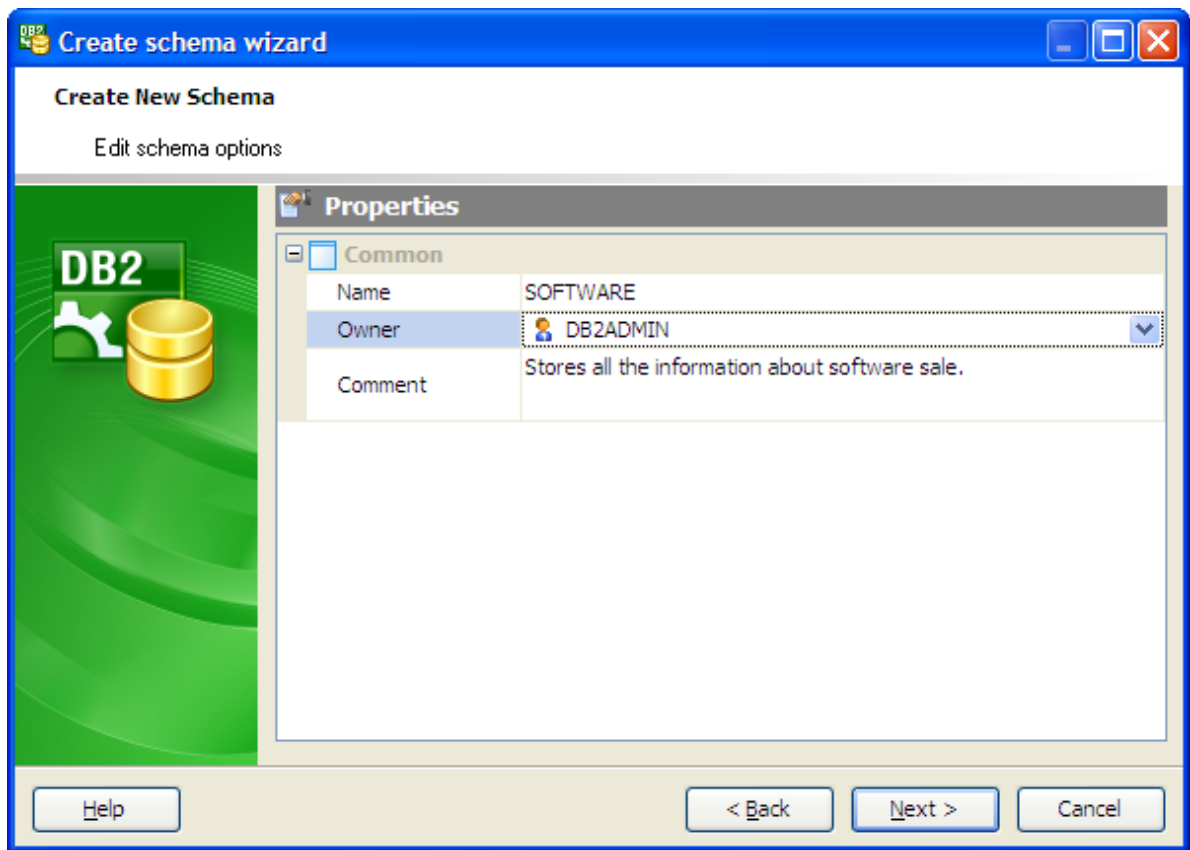 Create schema wizard
Create New Schema
Edit schema options
DB2
Properties
Common
Name SOFTWARE
Owner DB2ADMIN
Comment Stores all the information about software sale.
Help < Back Next > Cancel